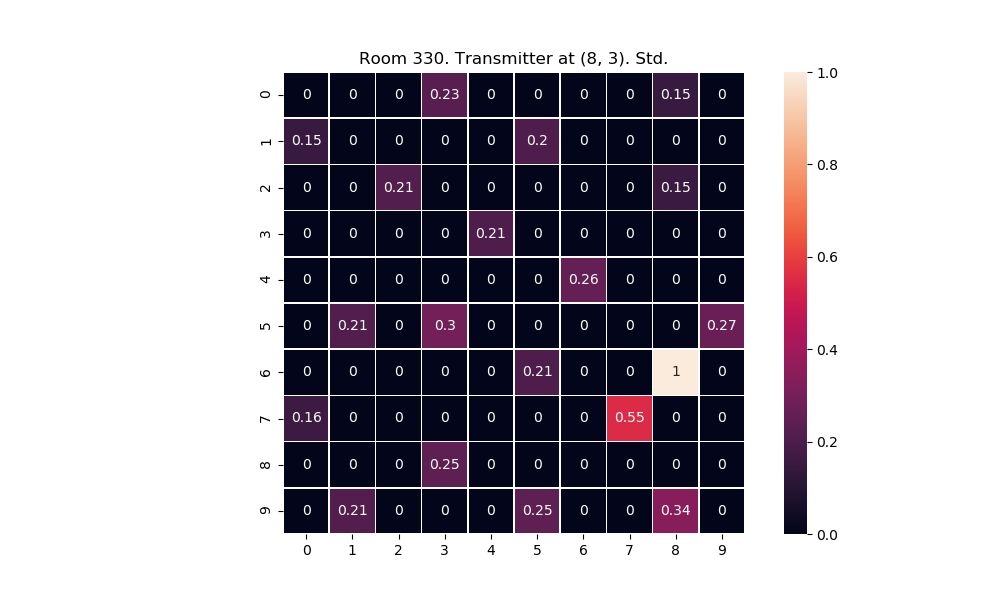 Room 330. Transmitter at (8, 3). Std.
0 0 0 0 0.23 0 0 0 0 0.15 0
1 0.15 0 0 0 0 0.2 0 0 0 0
2 0 0 0.21 0 0 0 0 0 0.15 0
3 0 0 0 0 0.21 0 0 0 0 0
4 0 0 0 0 0 0 0.26 0 0 0
5 0 0.21 0 0.3 0 0 0 0 0 0.27
6 0 0 0 0 0 0.21 0 0 1 0
7 0.16 0 0 0 0 0 0 0.55 0 0
8 0 0 0 0.25 0 0 0 0 0 0
9 0 0.21 0 0 0 0.25 0 0 0.34 0
0 1 2 3 4 5 6 7 8 9
1.0
0.8
0.6
0.4
0.2
0.0